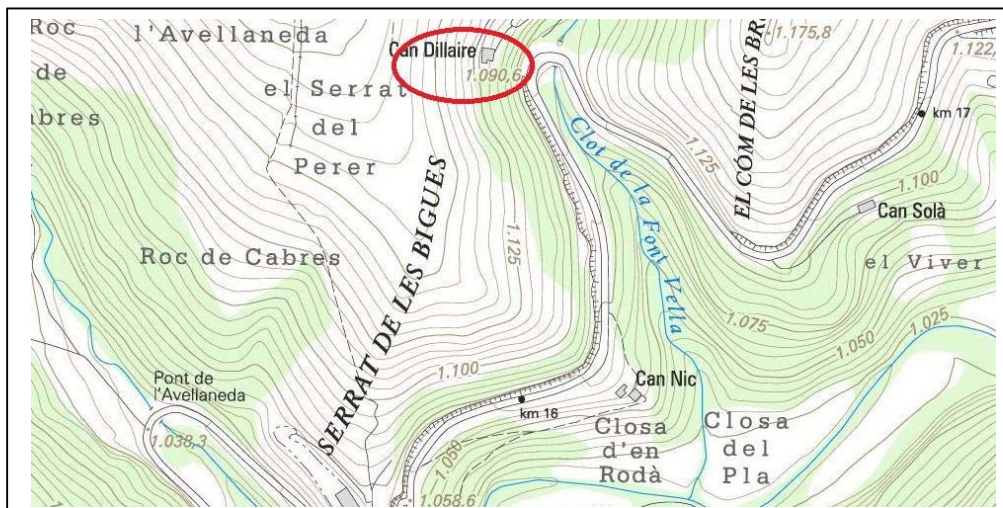 Roc
de
abres
l'Avellaneda
Can Dillaire
1.090,6
el Serrat
del
Perer
1.175,8
1.122,
km 17
EL CÓM DE LES BR
1.125
Clot de la Font Vella
1.100
Can Solà
el Viver
Roc de Cabres
SERRAT DE LES BIGUES
1.125
1.075
1.025
1.050
1.100
Pont de
l'Avellaneda
1.038,3
Can Nic
km 16
Closa
d'en
Rodà
Closa
del
Pla
1.050
1.058,6